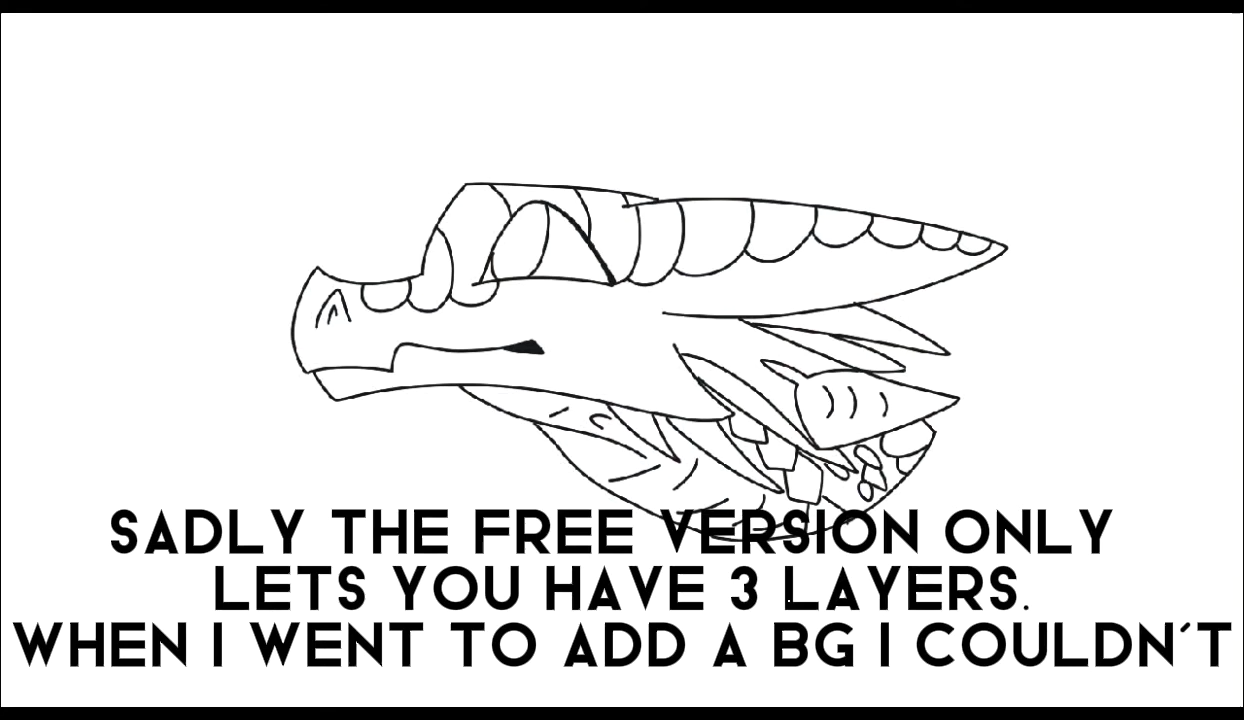 SADLY THE FREE VERSION ONLY
LETS YOU HAVE 3 LAYERS.
WHEN I WENT TO ADD A BG I COULDN'T